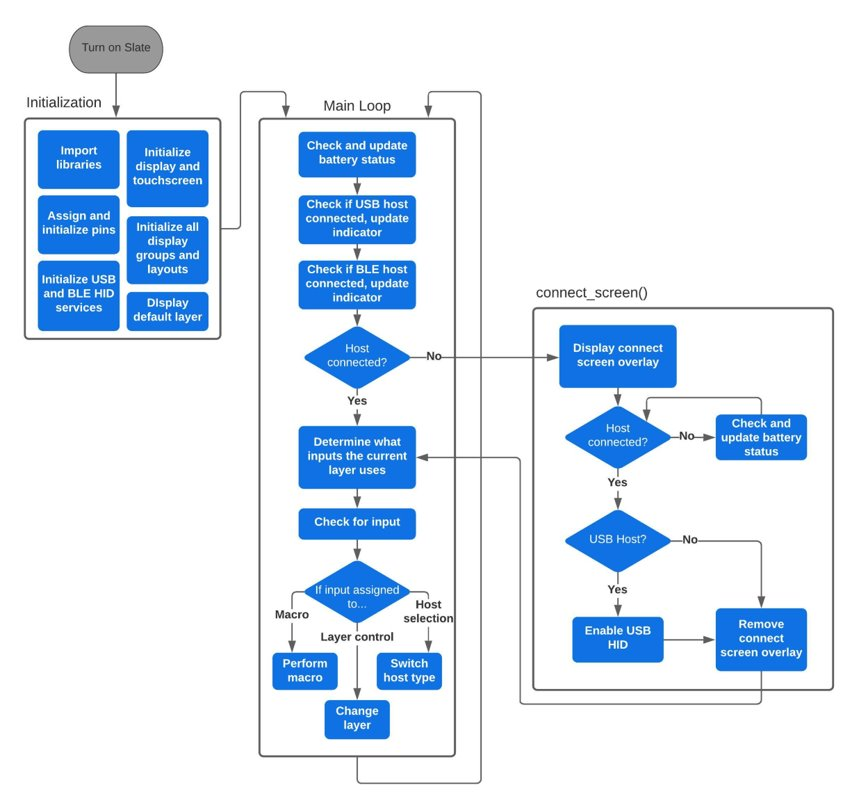 Turn on Slate
Initialization
Import
libraries
Assign and
initialize pins
Initialize USB
and BLE HID
services
Initialize
display and
touchscreen
Initialize all
display
groups and
layouts
DIsplay
default layer
Main Loop
Check and update
battery status
Check if USB host
connected, update
indicator
Check if BLE host
connected, update
indicator
Host
connected?
No
Yes
Determine what
inputs the current
layer uses
Check for input
If input assigned
to...
Macro
Layer control
Host
selection
Perform
macro
Change
layer
Switch
host type
connect_screen()
Display connect
screen overlay
Host
connected?
No
Check and
update battery
status
Yes
USB Host?
No
Yes
Enable USB
HID
Remove
connect
screen overlay